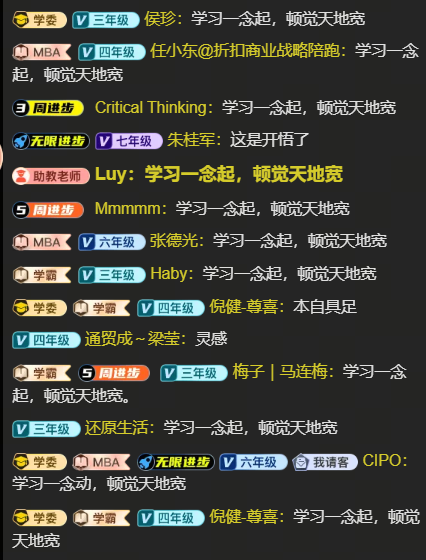 学委 V 三年级 侯珍：学习一念起，顿觉天地宽
MBA V 四年级 任小东@折扣商业战略陪跑：学习一念
起，顿觉天地宽
3 周进步 Critical Thinking：学习一念起，顿觉天地宽
无限进步 V 七年级 朱桂军：这是开悟了
助教老师 Luy：学习一念起，顿觉天地宽
5 周进步 Mmmmm：学习一念起，顿觉天地宽
MBA V 六年级 张德光：学习一念起，顿觉天地宽
学霸 V 三年级 Haby：学习一念起，顿觉天地宽
学委 学霸 V 四年级 倪健-尊喜：本自具足
V 四年级 通贸成～梁莹：灵感
学霸 5 周进步 V 三年级 梅子 | 马连梅：学习一念
起，顿觉天地宽。
V 三年级 还原生活：学习一念起，顿觉天地宽
学委 MBA 无限进步 V 六年级 我请客 CIPO：
学习一念动，顿觉天地宽
学委 学霸 V 四年级 倪健-尊喜：学习一念起，顿觉
天地宽